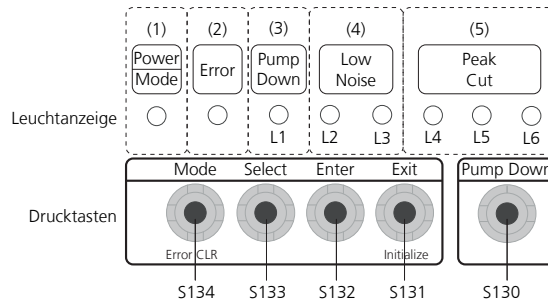 (1) (2) (3) (4) (5)
Power
Mode
Error
Pump
Down
Low
Noise
Peak
Cut
Leuchtanzeige
L1 L2 L3 L4 L5 L6
Mode Select Enter Exit Pump Down
Drucktasten
Error CLR Initialize
S134 S133 S132 S131 S130